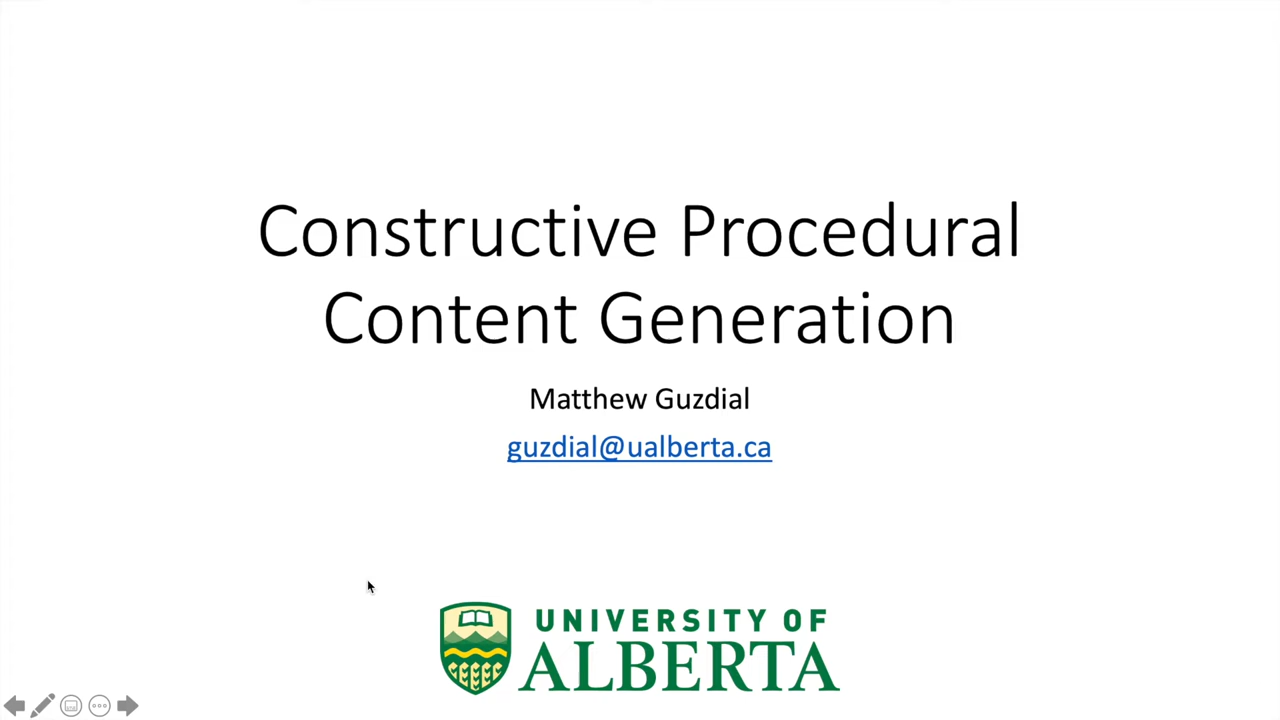 Constructive Procedural
Content Generation
Matthew Guzdial
guzdial@ualberta.ca
UNIVERSITY OF
ALBERTA